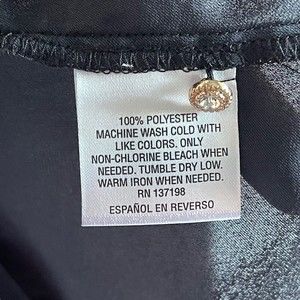 100% POLYESTER
MACHINE WASH COLD WITH
LIKE COLORS. ONLY
NON-CHLORINE BLEACH WHEN
NEEDED. TUMBLE DRY LOW.
WARM IRON WHEN NEEDED.
RN 137198
ESPAÑOL EN REVERSO